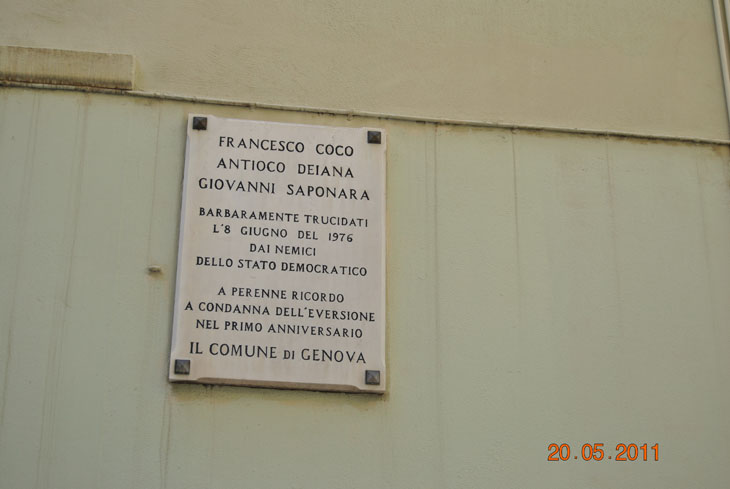 FRANCESCO COCO
ANTIOCO DEIANA
GIOVANNI SAPONARA
BARBARAMENTE TRUCIDATI
L'8 GIUGNO DEL 1976
DAI NEMICI
DELLO STATO DEMOCRATICO
A PERENNE RICORDO
A CONDANNA DELL'EVERSIONE
NEL PRIMO ANNIVERSARIO
IL COMUNE DI GENOVA
20.05.2011